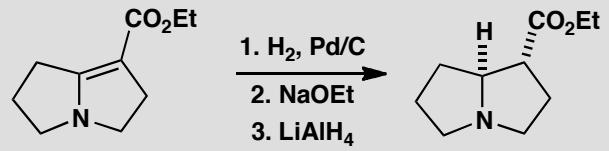 CO₂Et
N
1. H₂, Pd/C
2. NaOEt
3. LiAlH₄
H
CO₂Et
N